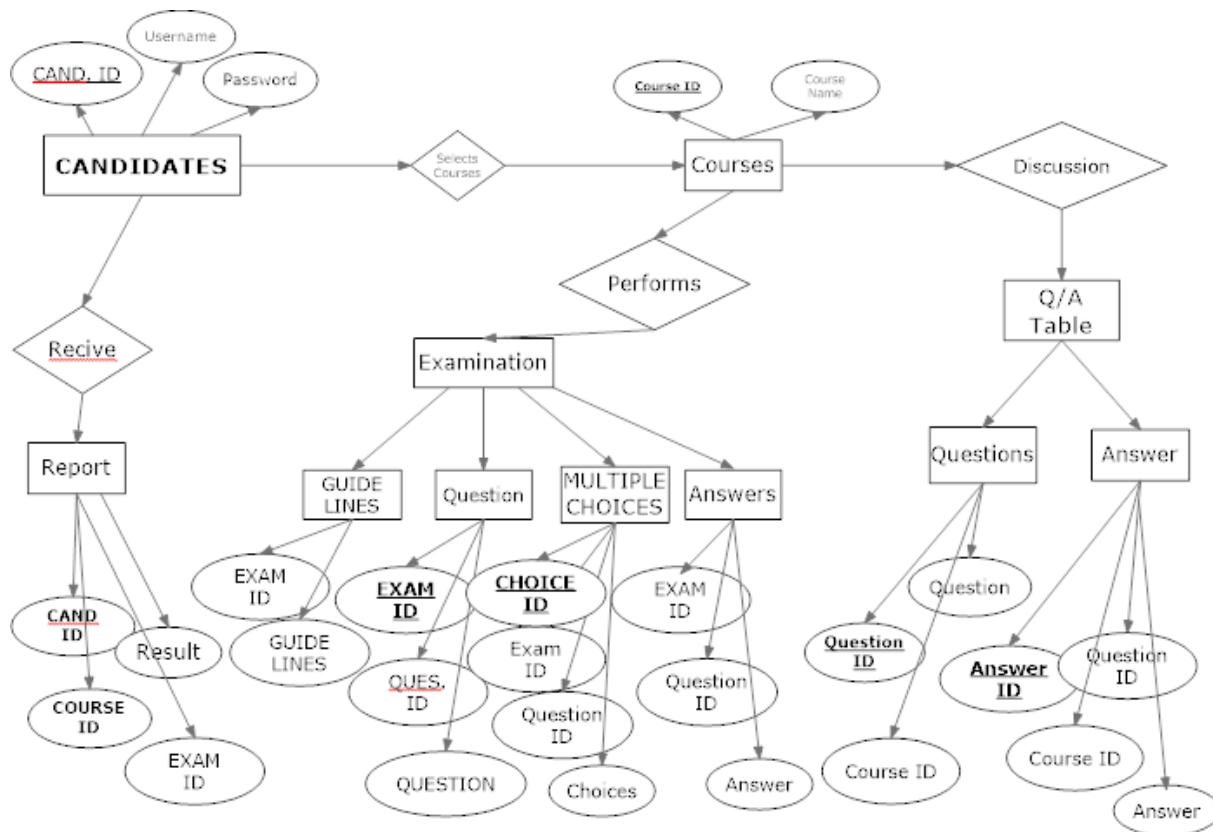 Username
CAND. ID
Password
Course ID
Course
Name
CANDIDATES
Selects
Courses
Courses
Discussion
Performs
Q/A
Table
Recive
Examination
Report
GUIDE
LINES
Question
MULTIPLE
CHOICES
Answers
Questions
Answer
EXAM
ID
EXAM
ID
CHOICE
ID
EXAM
ID
Question
CAND
ID
Result
GUIDE
LINES
Exam
ID
Question
ID
Answer
ID
Question
ID
QUES.
ID
Question
ID
COURSE
ID
Question
ID
EXAM
ID
QUESTION
Choices
Answer
Course ID
Course ID
Answer